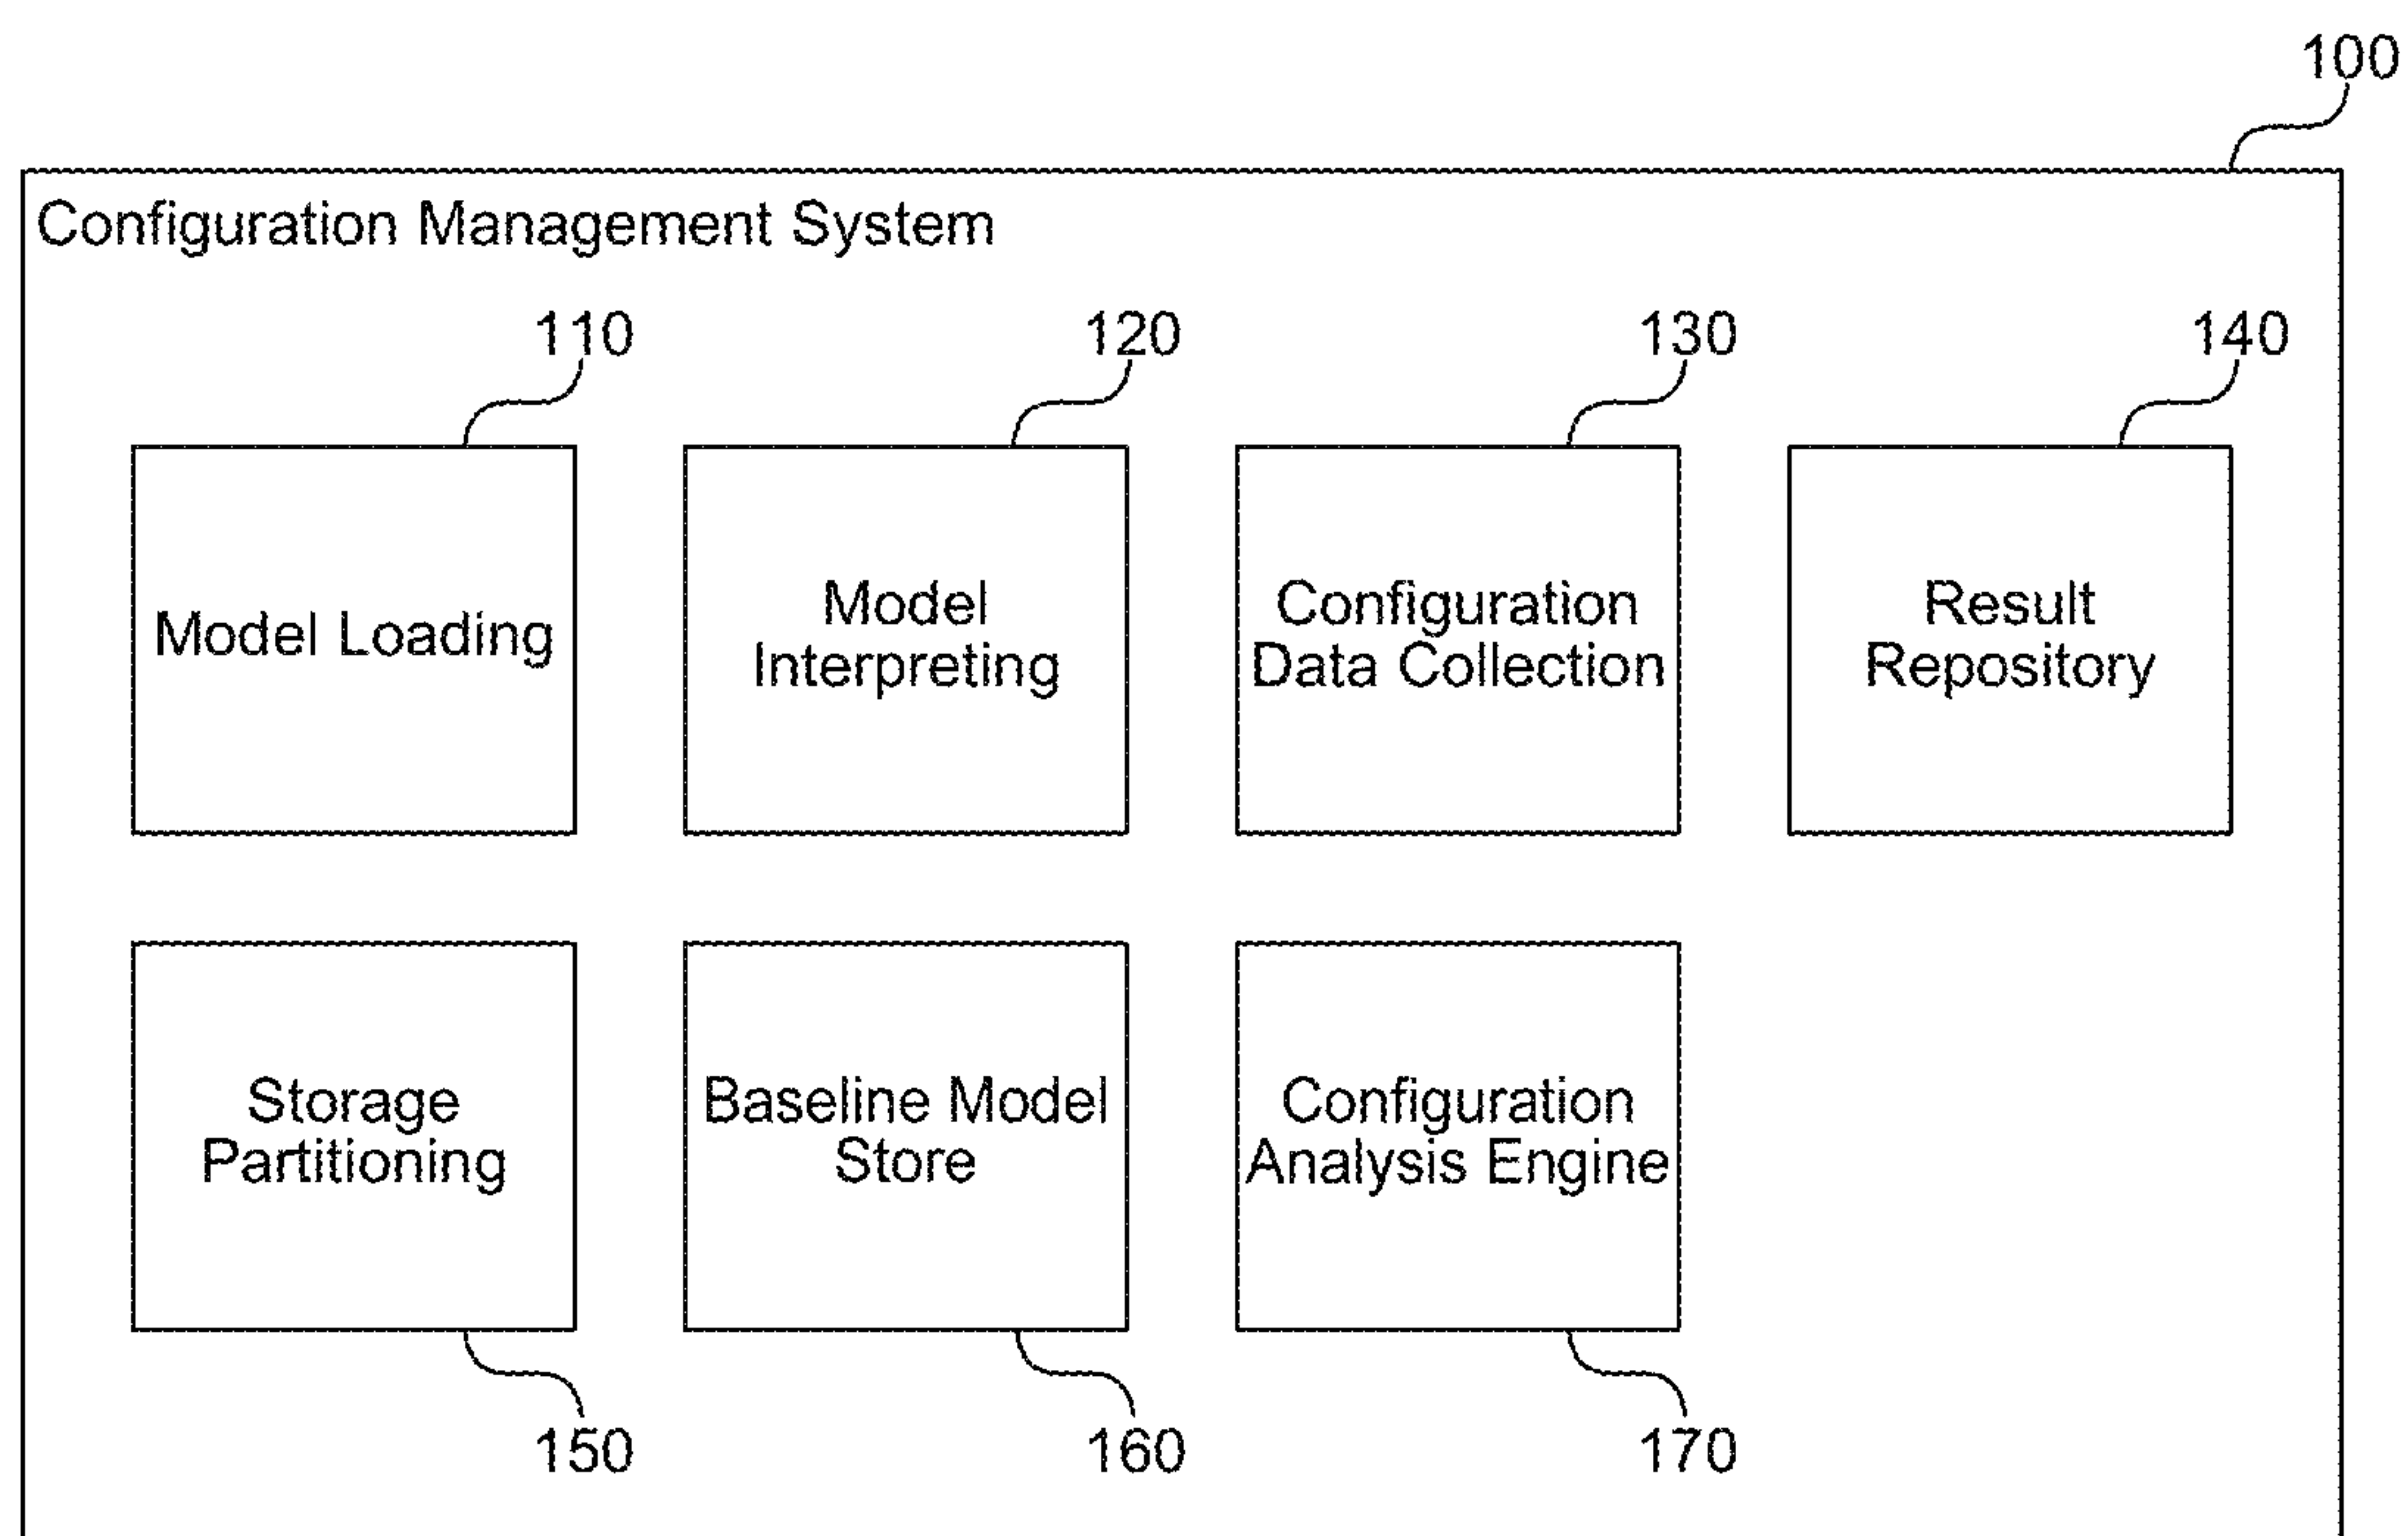 100
Configuration Management System
110
120
130
140
Model Loading
Model
Interpreting
Configuration
Data Collection
Result
Repository
Storage
Partitioning
Baseline Model
Store
Configuration
Analysis Engine
150
160
170